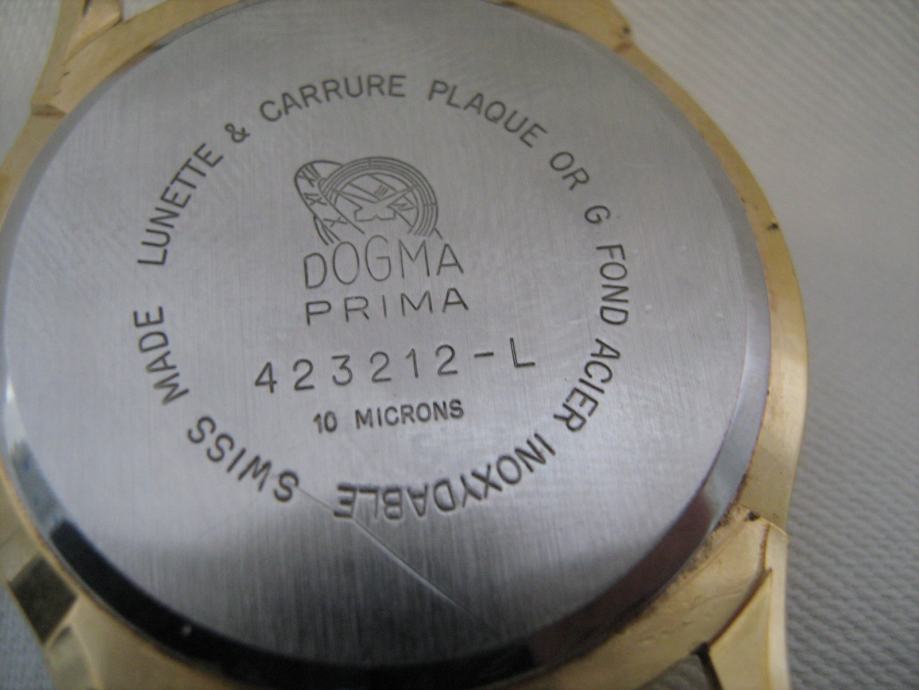 SWISS MADE LUNETTE & CARRURE PLAQUE OR G FOND ACIER INOXYDABLE
DOGMA
PRIMA
423212-L
10 MICRONS